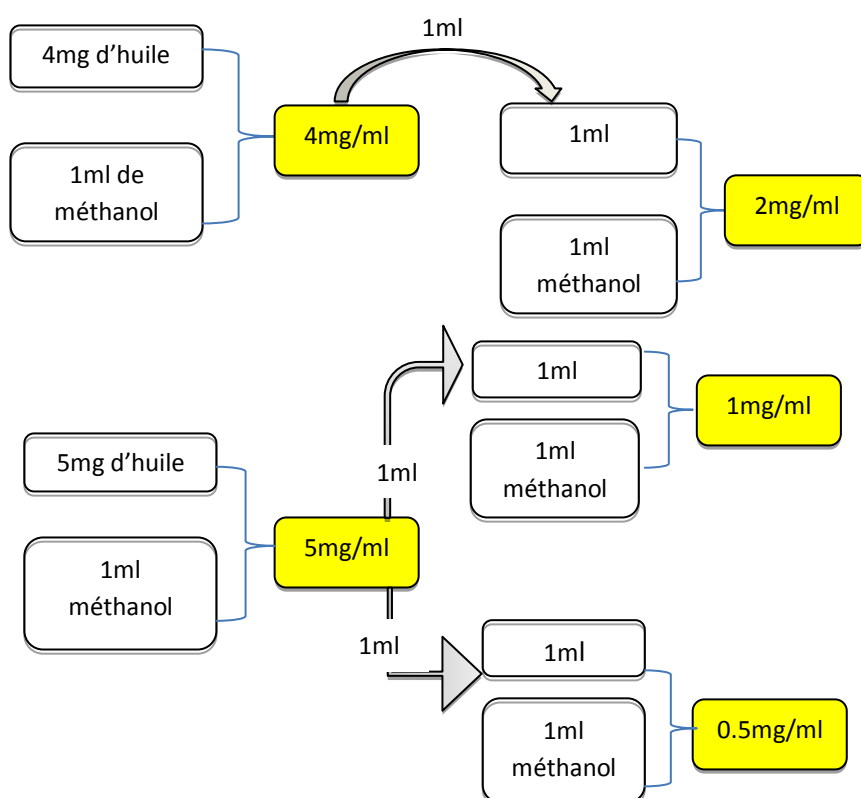 1ml
4mg d’huile
4mg/ml
1ml de
méthanol
1ml
1ml
méthanol
2mg/ml
5mg d’huile
1ml
méthanol
5mg/ml
1ml
1ml
1ml
méthanol
1mg/ml
1ml
1ml
1ml
méthanol
0.5mg/ml